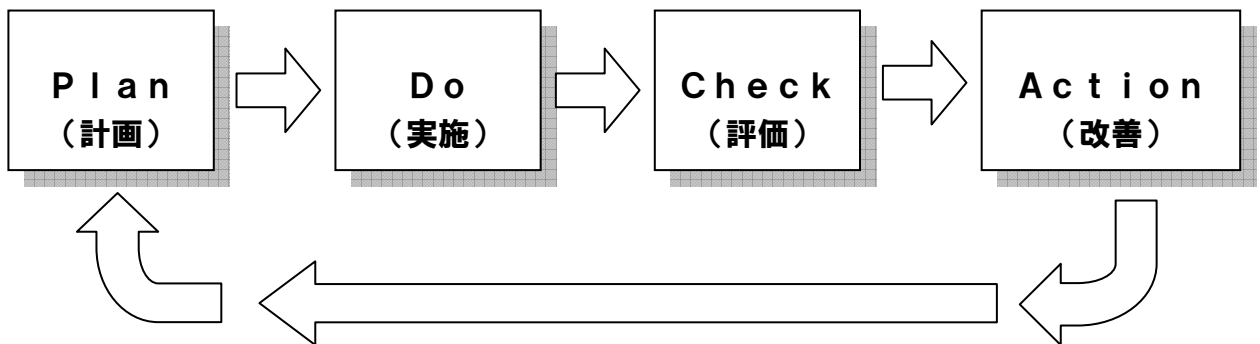 Ｐｌａｎ
（計画）
Ｄｏ
（実施）
Ｃｈｅｃｋ
（評価）
Ａｃｔｉｏｎ
（改善）